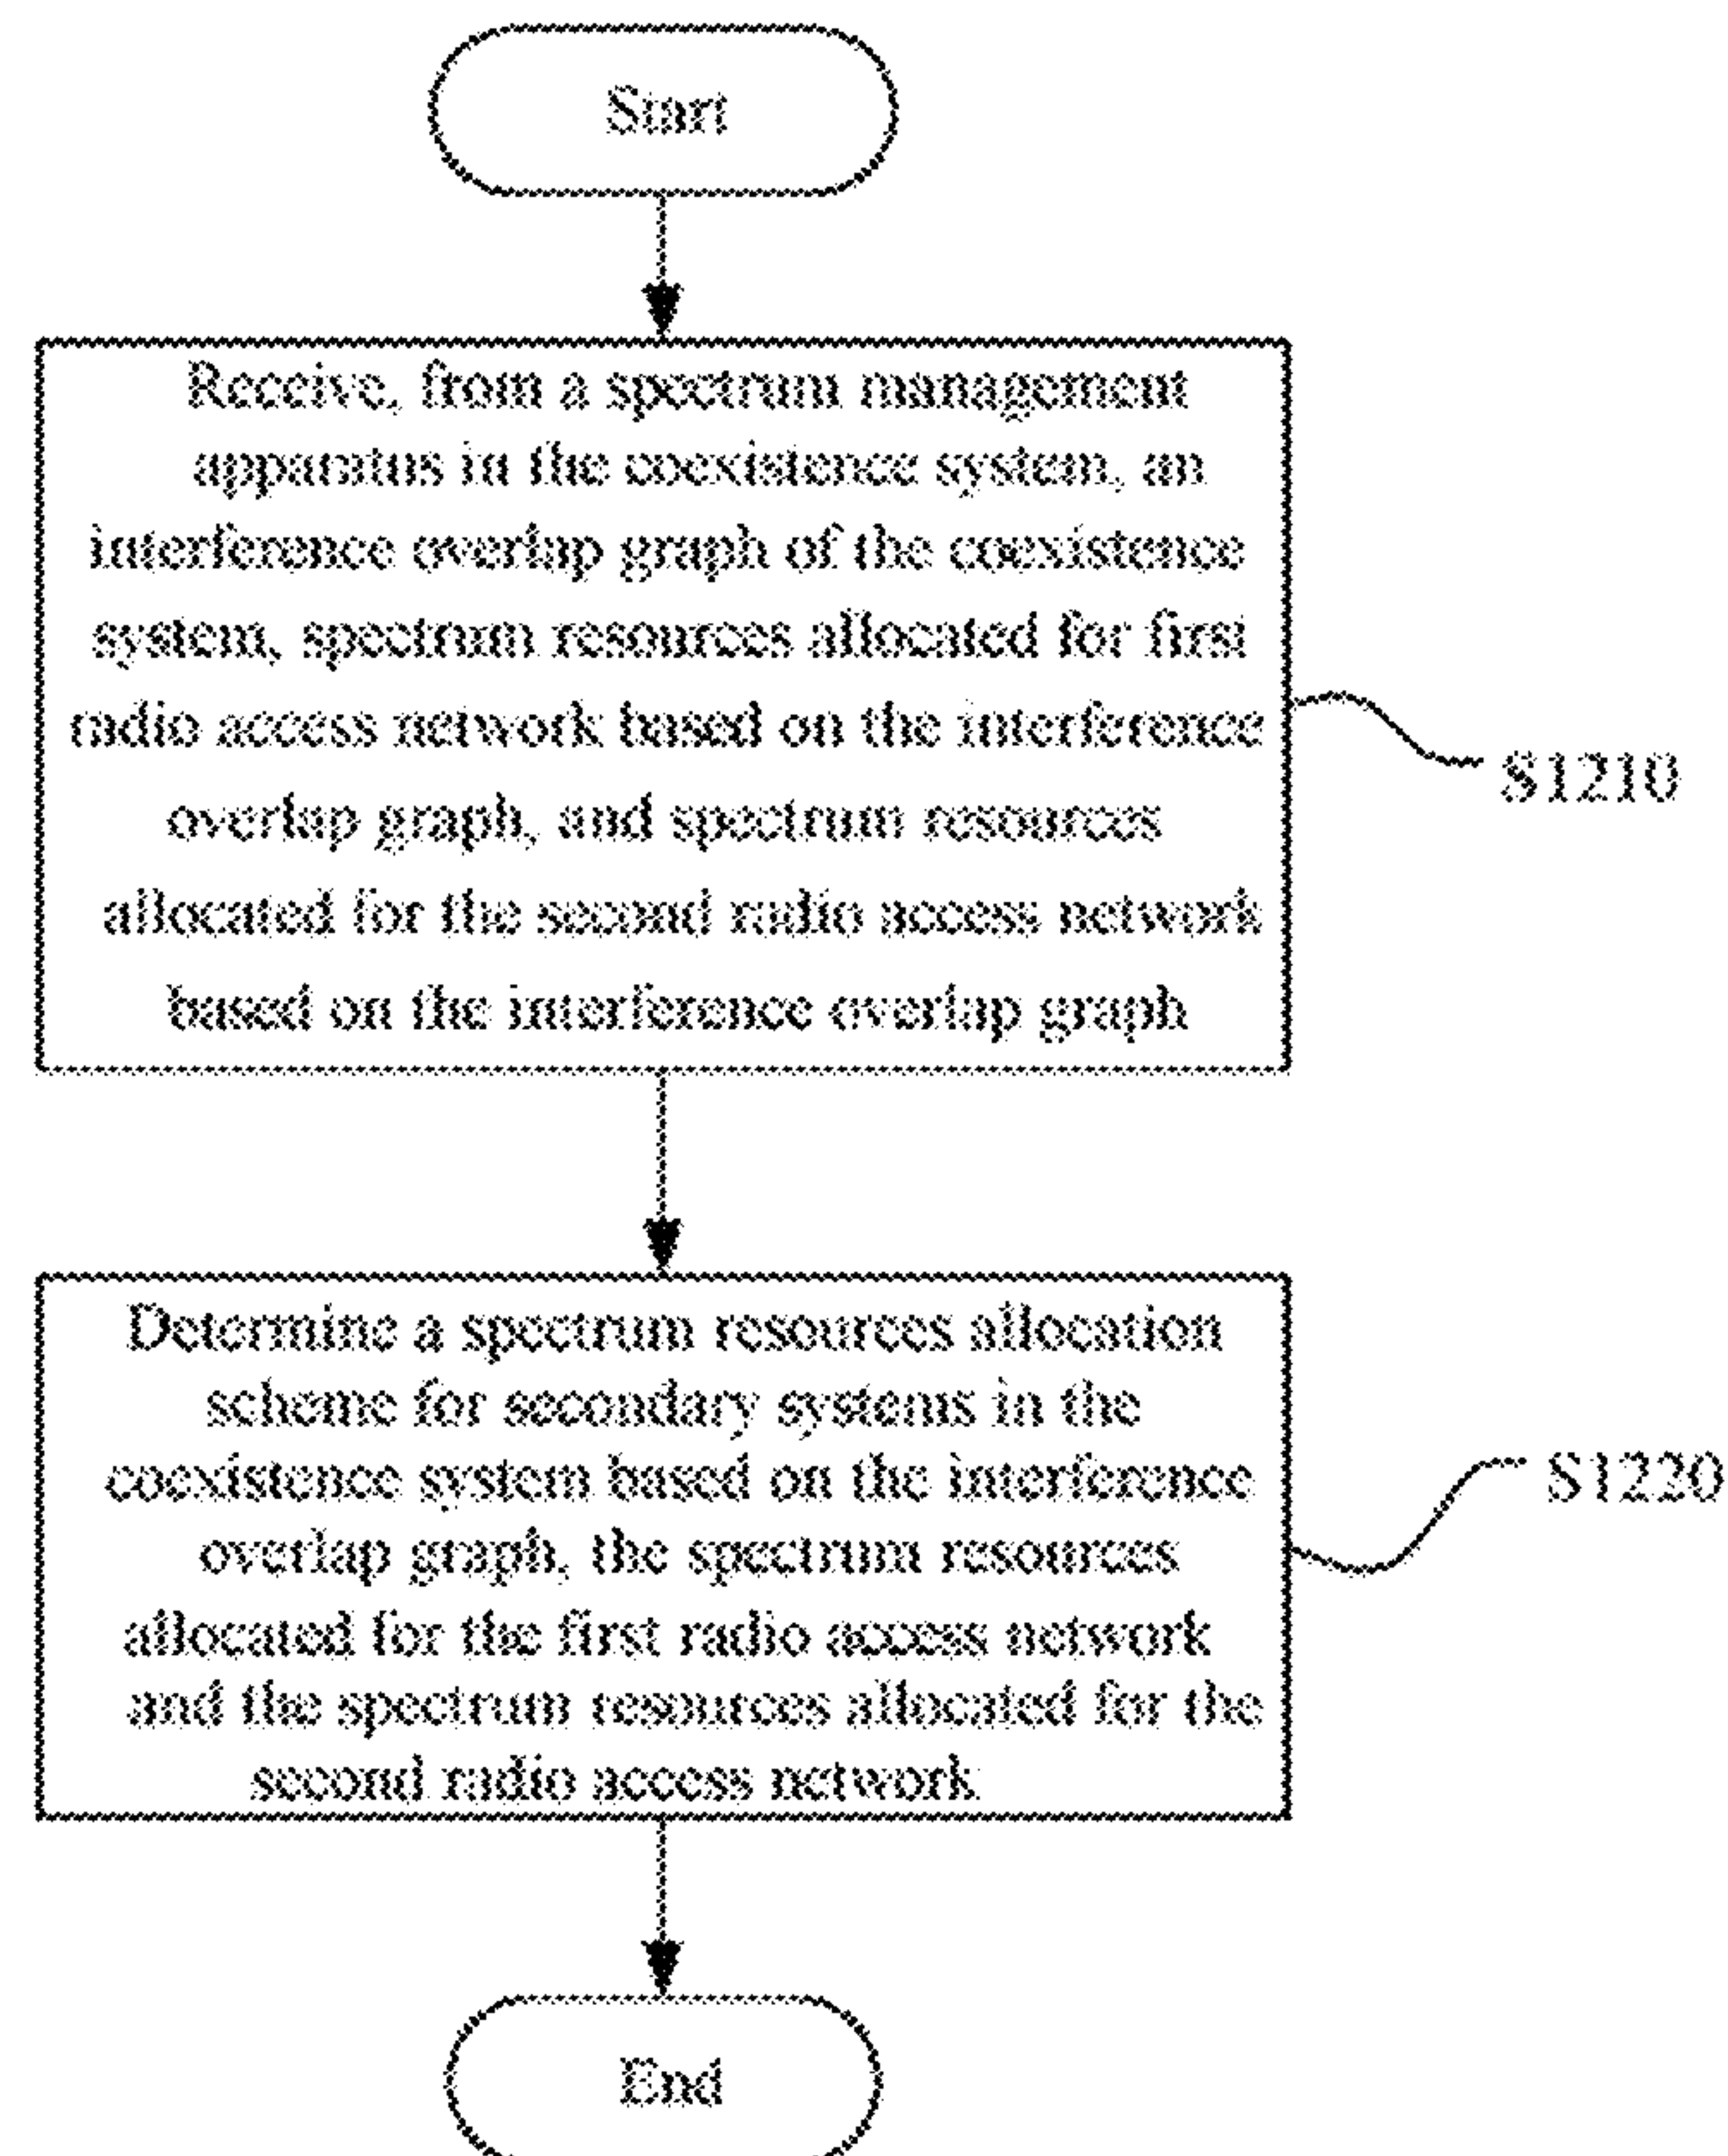 Start
Receive, from a spectrum management
apparatus in the coexistence system, an
interference overlap graph of the coexistence
system, spectrum resources allocated for first
radio access network based on the interference
overlap graph, and spectrum resources
allocated for the second radio access network
based on the interference overlap graph
S1210
Determine a spectrum resources allocation
scheme for secondary systems in the
coexistence system based on the interference
overlap graph, the spectrum resources
allocated for the first radio access network
and the spectrum resources allocated for the
second radio access network
S1220
End